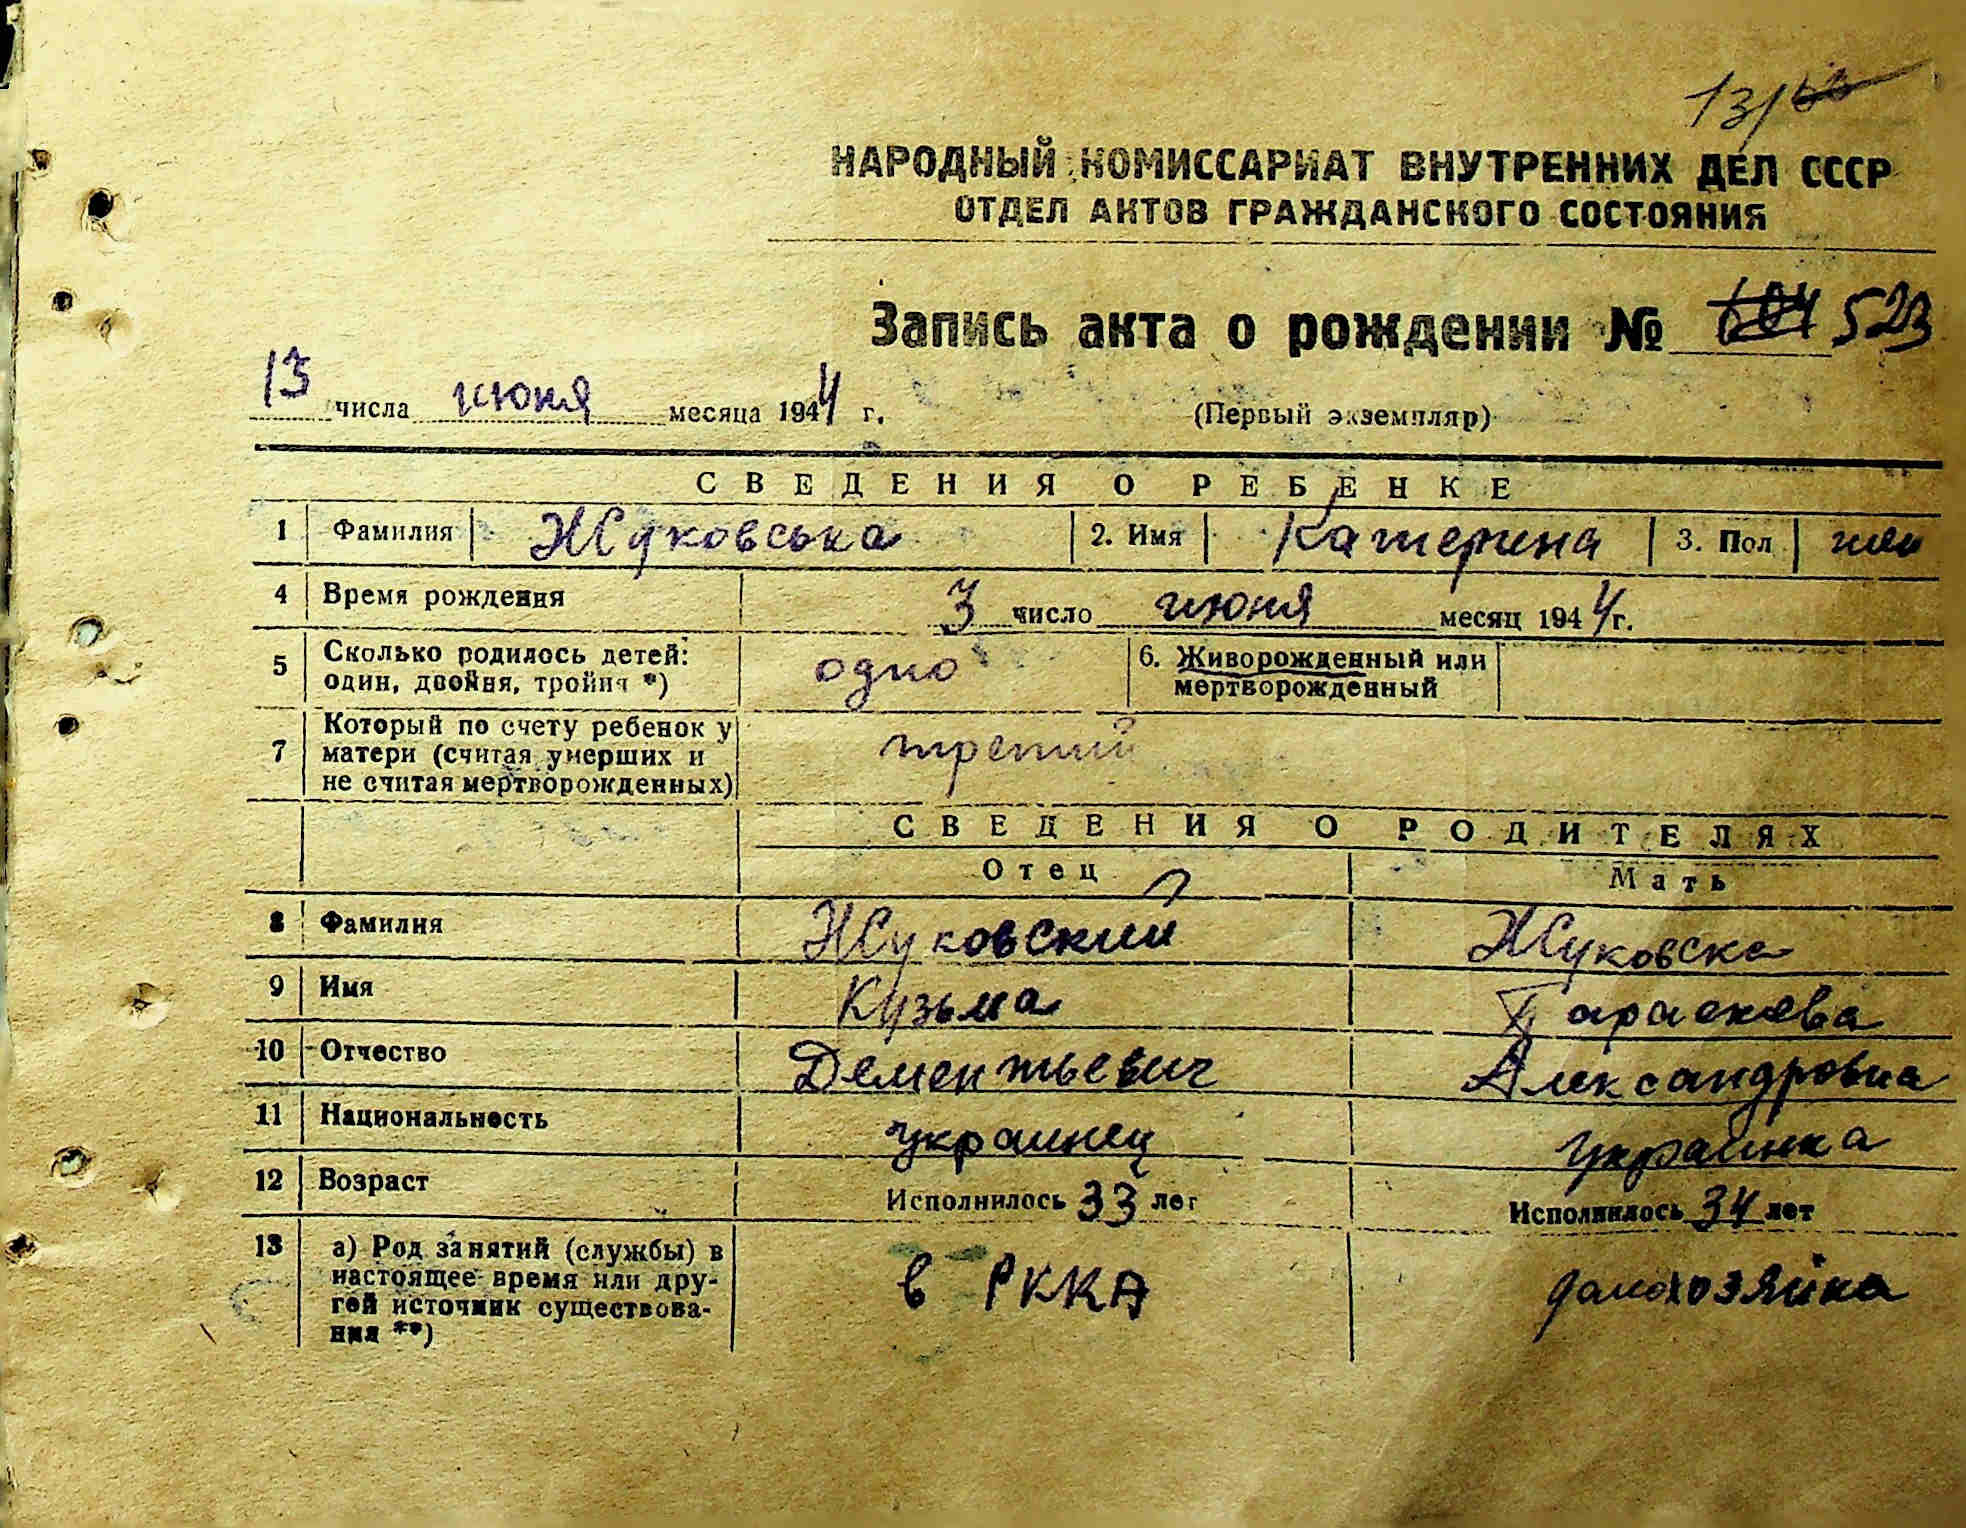 13/
НАРОДНЫЙ КОМИССАРИАТ ВНУТРЕННИХ ДЕЛ СССР
ОТДЕЛ АКТОВ ГРАЖДАНСКОГО СОСТОЯНИЯ
Запись акта о рождении № 604 523
13 числа июня месяца 1944 г. (Первый экземпляр)
СВЕДЕНИЯ О РЕБЕНКЕ
1 Фамилия Жуковська 2. Имя Катерина 3. Пол жен
4 Время рождения 3 число июня месяц 1944 г.
5 Сколько родилось детей: один, двойня, тройня *) одно 6. Живорожденный или мертворожденный
7 Который по счету ребенок у матери (считая умерших и не считая мертворожденных) третий
СВЕДЕНИЯ О РОДИТЕЛЯХ
Отец Мать
8 Фамилия Жуковский Жуковска
9 Имя Кузьма Параскева
10 Отчество Дементьевич Александровна
11 Национальность украинец украинка
12 Возраст Исполнилось 33 лет Исполнилось 34 лет
13 а) Род занятий (службы) в настоящее время или другой источник существования **) в РККА домохозяйка